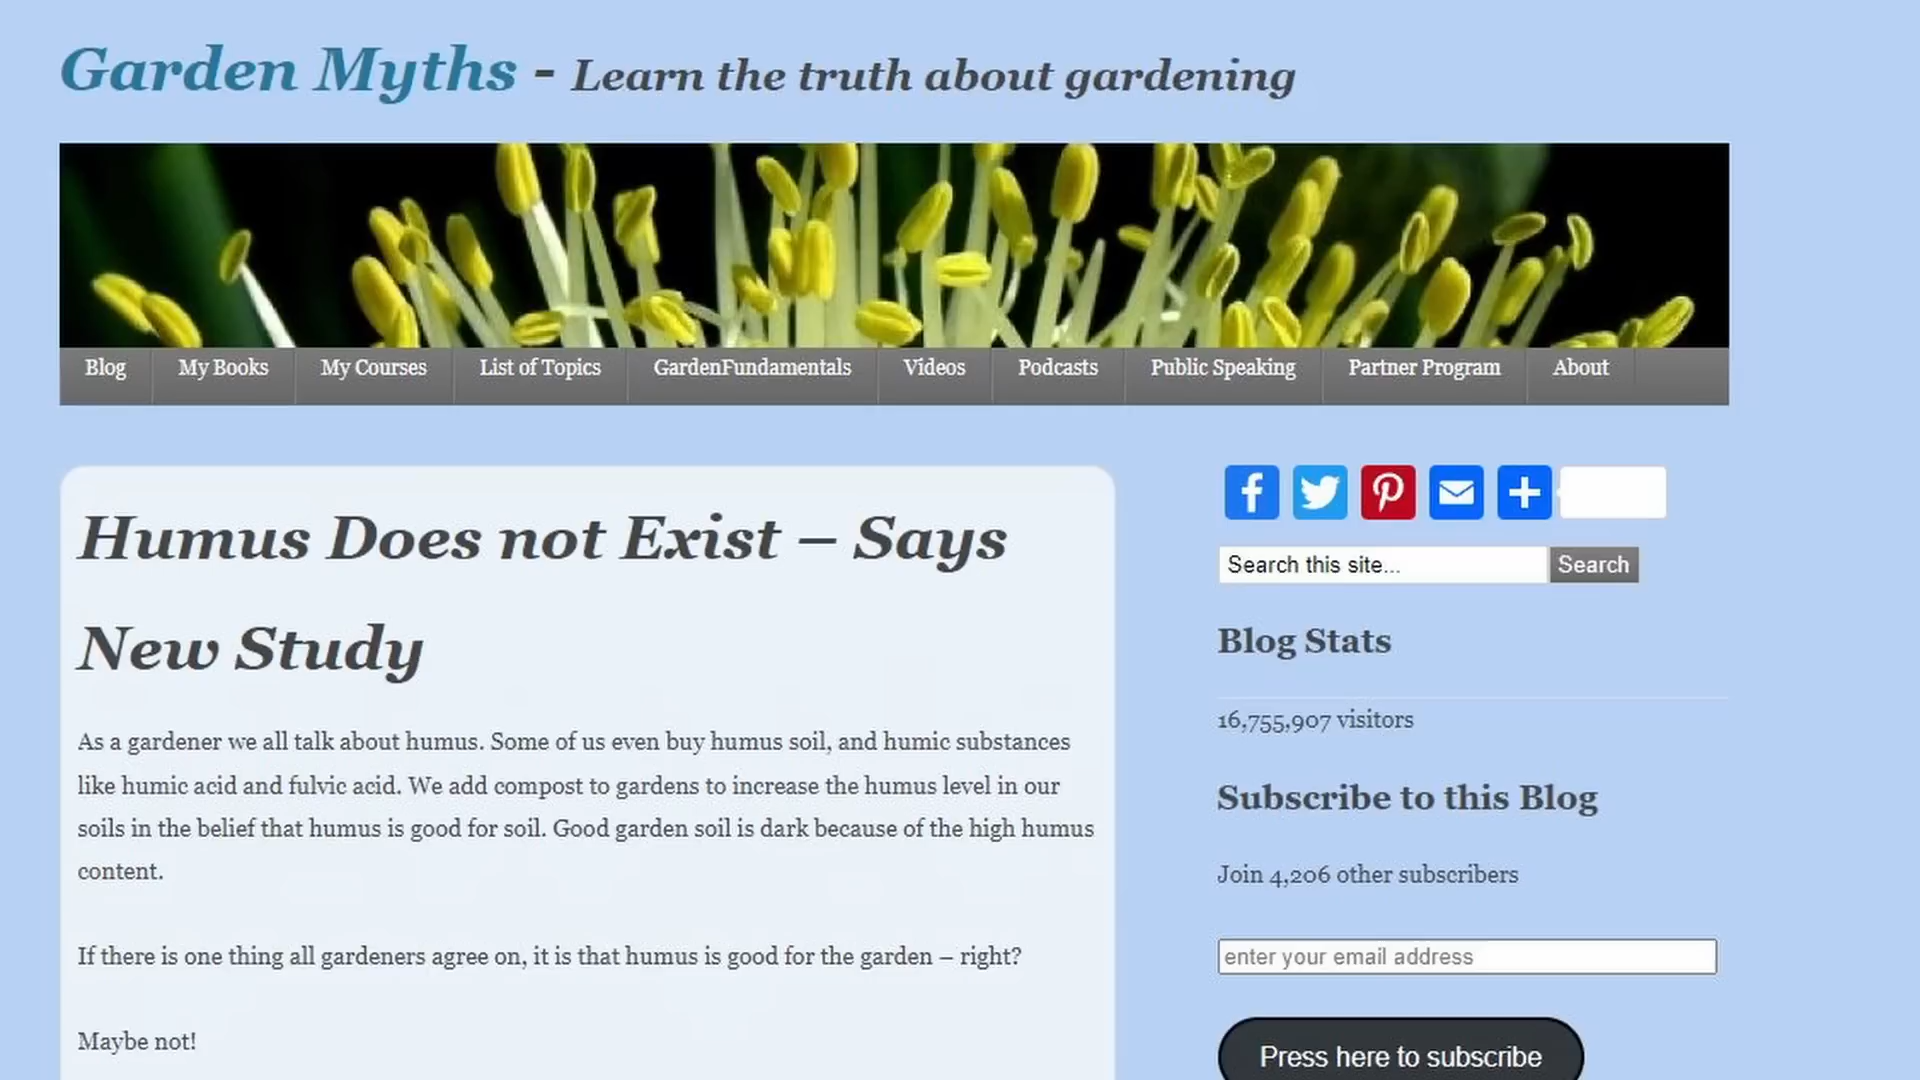 Garden Myths - Learn the truth about gardening
Blog My Books My Courses List of Topics GardenFundamentals Videos Podcasts Public Speaking Partner Program About
Humus Does not Exist – Says
New Study
As a gardener we all talk about humus. Some of us even buy humus soil, and humic substances
like humic acid and fulvic acid. We add compost to gardens to increase the humus level in our
soils in the belief that humus is good for soil. Good garden soil is dark because of the high humus
content.
If there is one thing all gardeners agree on, it is that humus is good for the garden – right?
Maybe not!
Search this site... Search
Blog Stats
16,755,907 visitors
Subscribe to this Blog
Join 4,206 other subscribers
enter your email address
Press here to subscribe